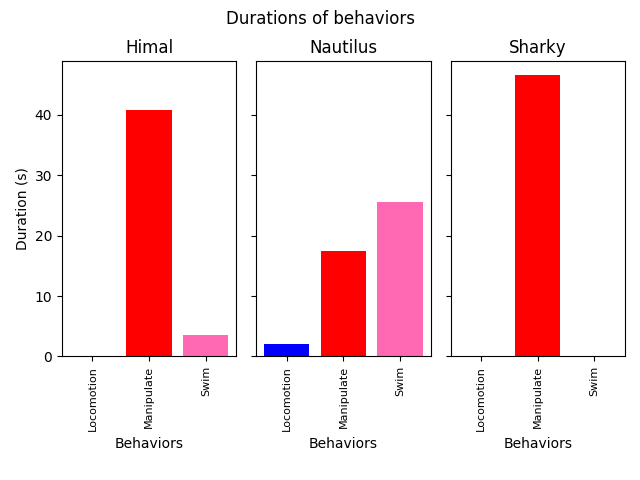 Durations of behaviors
Himal
Nautilus
Sharky
Duration (s)
40
30
20
10
0
Locomotion
Manipulate
Swim
Locomotion
Manipulate
Swim
Locomotion
Manipulate
Swim
Behaviors
Behaviors
Behaviors